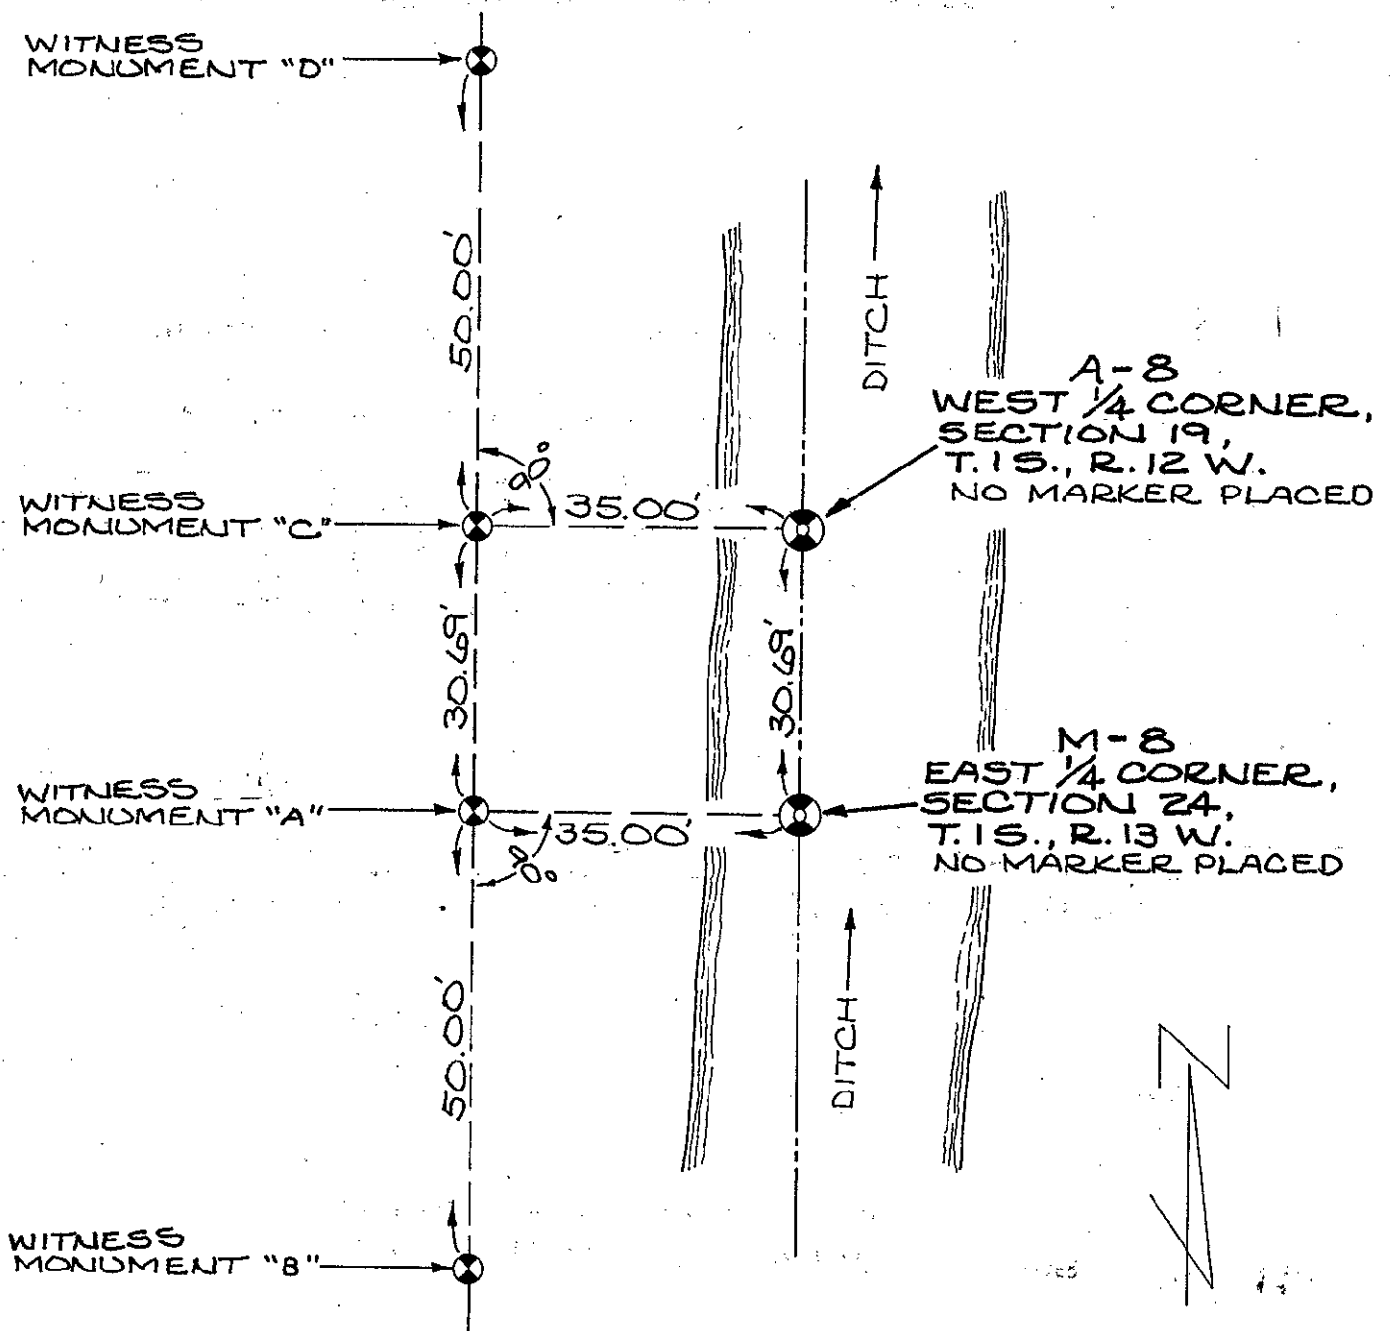 WITNESS
MONUMENT "D"
50.00'
DITCH
A-8
WEST 1/4 CORNER,
SECTION 19,
T. 1 S., R. 12 W.
NO MARKER PLACED
90°
35.00'
WITNESS
MONUMENT "C"
30.69'
30.69'
M-8
EAST 1/4 CORNER,
SECTION 24,
T. 1 S., R. 13 W.
NO MARKER PLACED
WITNESS
MONUMENT "A"
35.00'
90°
50.00'
DITCH
N
WITNESS
MONUMENT "B"